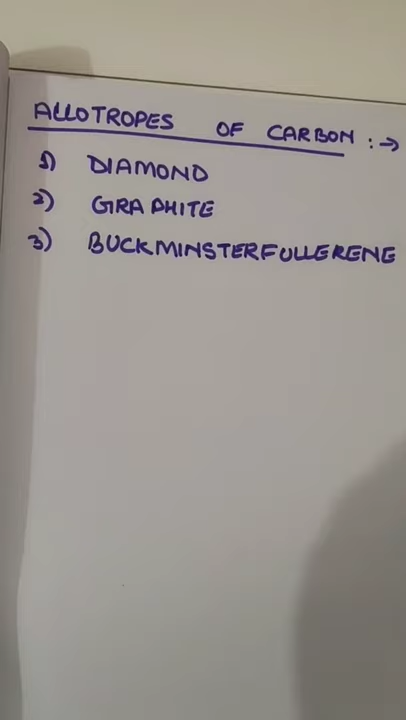 ALLOTROPES OF CARBON :→
1) DIAMOND
2) GRAPHITE
3) BUCKMINSTERFULLERENE